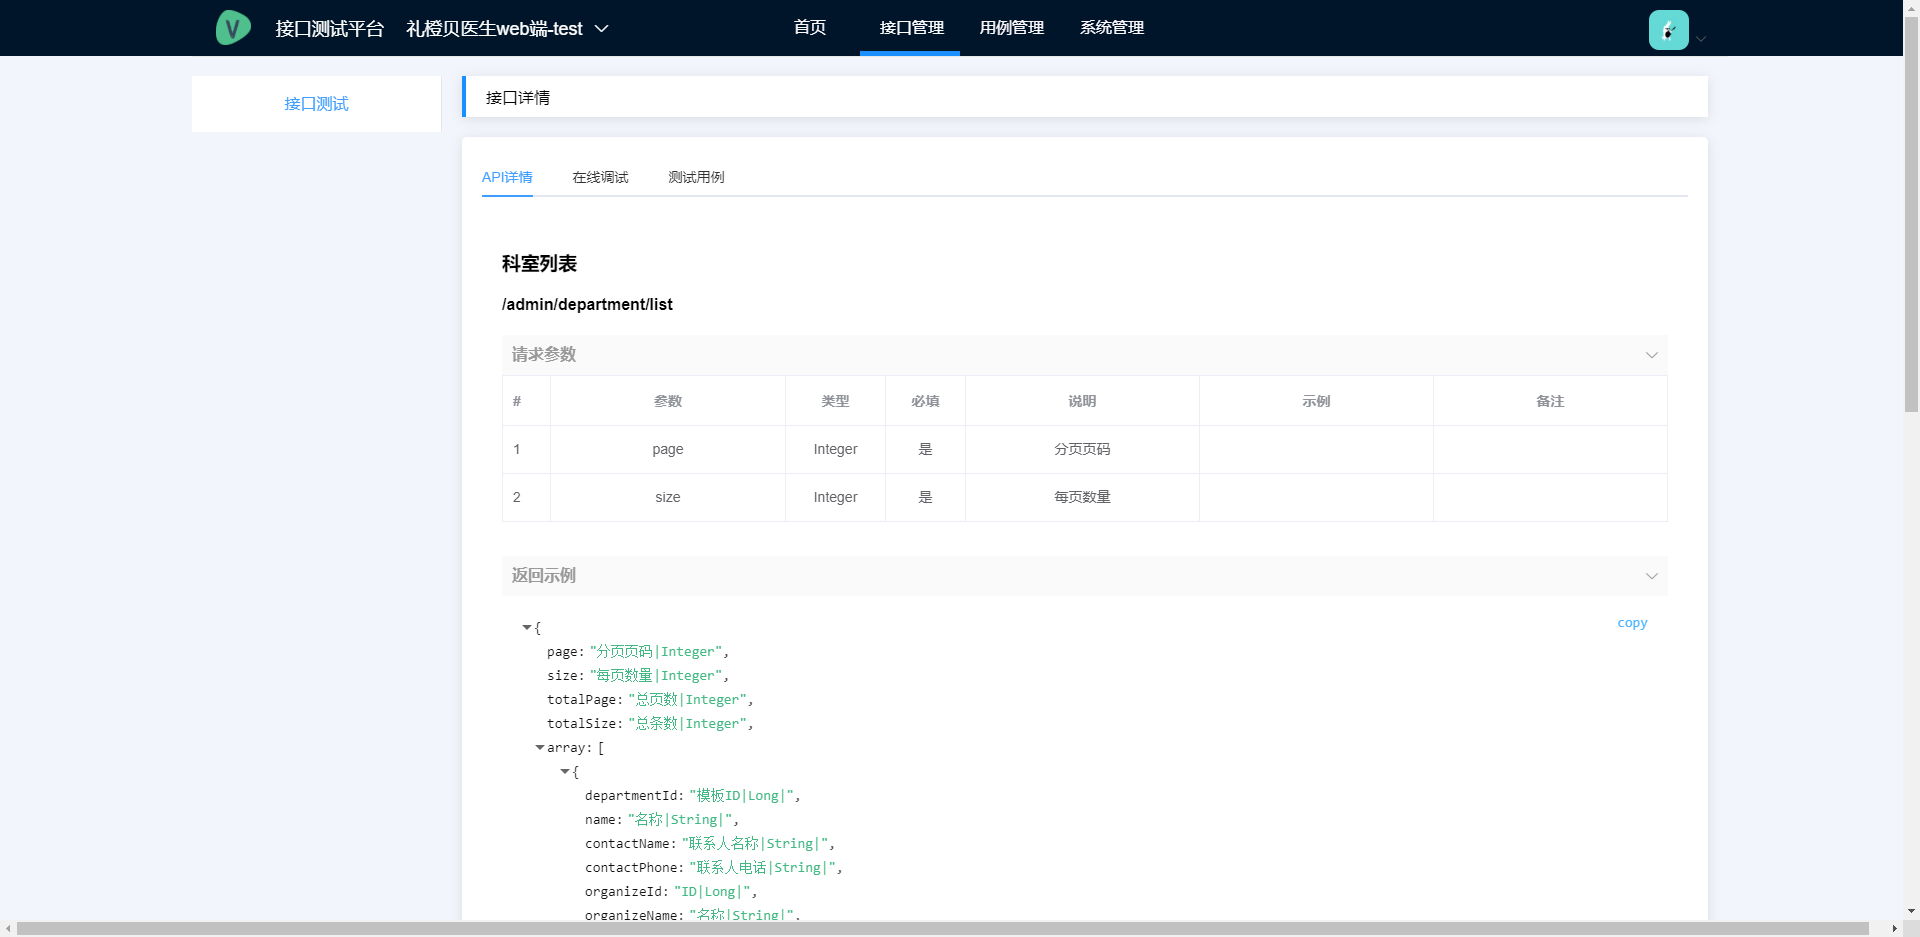 接口测试平台 礼橙贝医生web端-test 首页 接口管理 用例管理 系统管理
接口测试
接口详情
API详情 在线调试 测试用例
科室列表
/admin/department/list
请求参数
# 参数 类型 必填 说明 示例 备注
1 page Integer 是 分页页码
2 size Integer 是 每页数量
返回示例
copy
{
page: "分页页码|Integer",
size: "每页数量|Integer",
totalPage: "总页数|Integer",
totalSize: "总条数|Integer",
array: [
{
departmentId: "模板ID|Long|",
name: "名称|String|",
contactName: "联系人名称|String|",
contactPhone: "联系人电话|String|",
organizeId: "ID|Long|",
organizeName: "名称|String|",